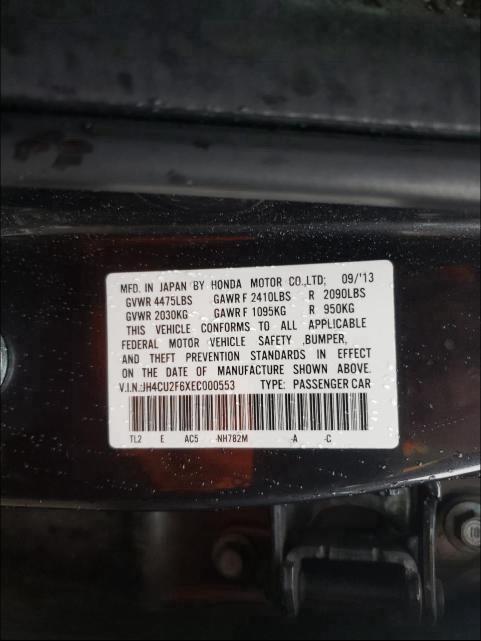 MFD. IN JAPAN BY HONDA MOTOR CO.,LTD; 09/'13
GVWR 4475LBS GAWR F 2410LBS R 2090LBS
GVWR 2030KG GAWR F 1095KG R 950KG
THIS VEHICLE CONFORMS TO ALL APPLICABLE
FEDERAL MOTOR VEHICLE SAFETY ,BUMPER,
AND THEFT PREVENTION STANDARDS IN EFFECT
ON THE DATE OF MANUFACTURE SHOWN ABOVE.
V.I.N.:JH4CU2F6XEC000553 TYPE: PASSENGER CAR
TL2 E AC5 -NH782M -A -C